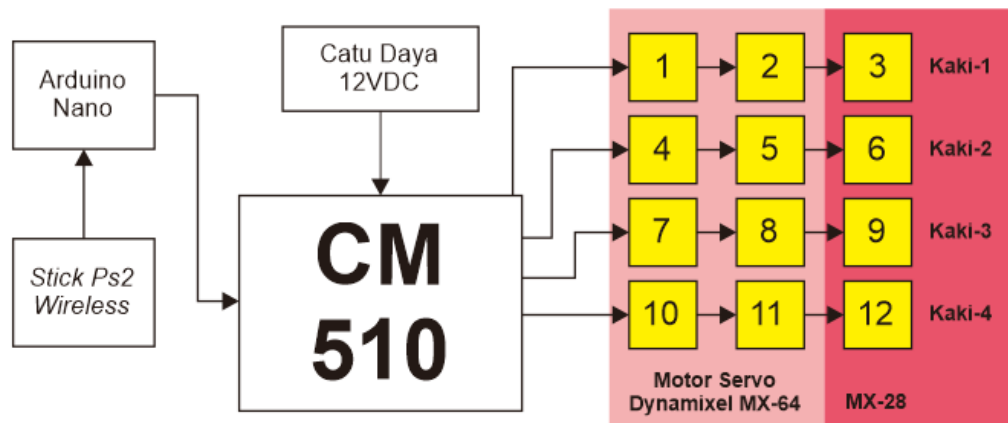 Arduino
Nano
Catu Daya
12VDC
Stick Ps2
Wireless
CM
510
1 2 3 Kaki-1
4 5 6 Kaki-2
7 8 9 Kaki-3
10 11 12 Kaki-4
Motor Servo
Dynamixel MX-64
MX-28